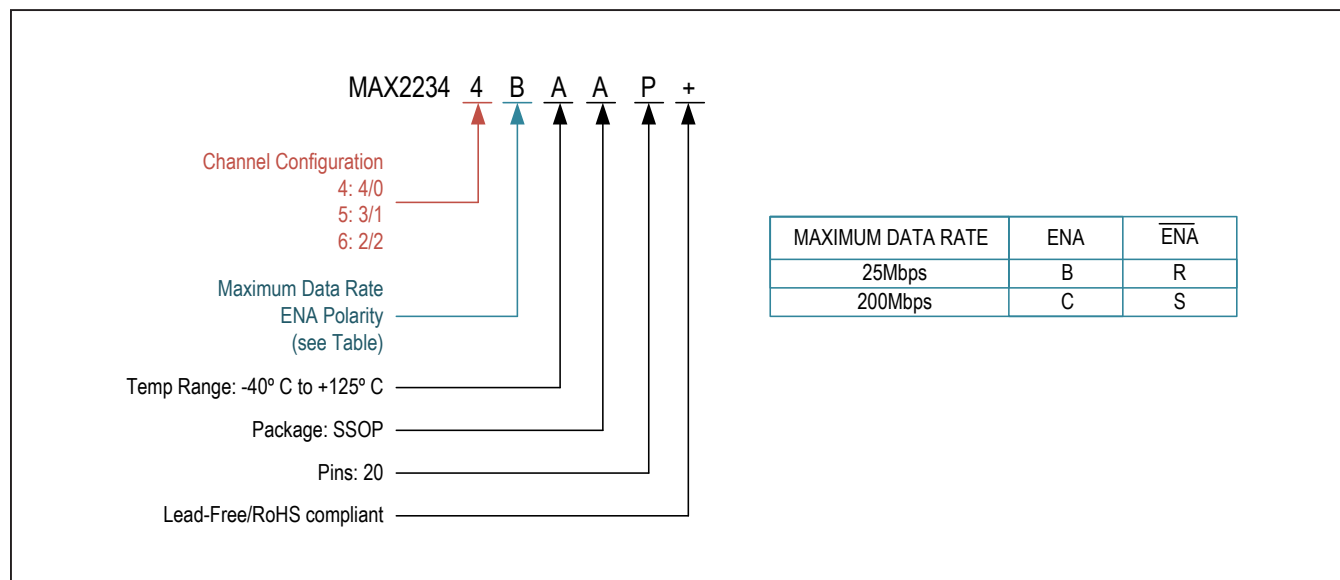 MAX2234 4 B A A P +
Channel Configuration
4: 4/0
5: 3/1
6: 2/2
Maximum Data Rate
ENA Polarity
(see Table)
Temp Range: -40º C to +125º C
Package: SSOP
Pins: 20
Lead-Free/RoHS compliant
MAXIMUM DATA RATE ENA E̅N̅A̅
25Mbps B R
200Mbps C S